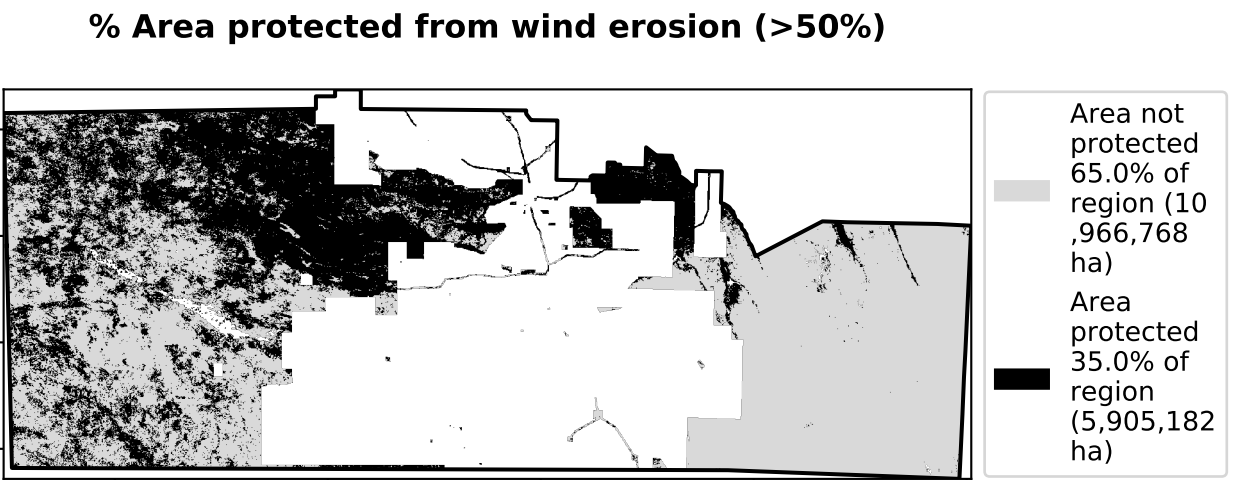 % Area protected from wind erosion (>50%)
Area not
protected
65.0% of
region (10
,966,768
ha)
Area
protected
35.0% of
region
(5,905,182
ha)